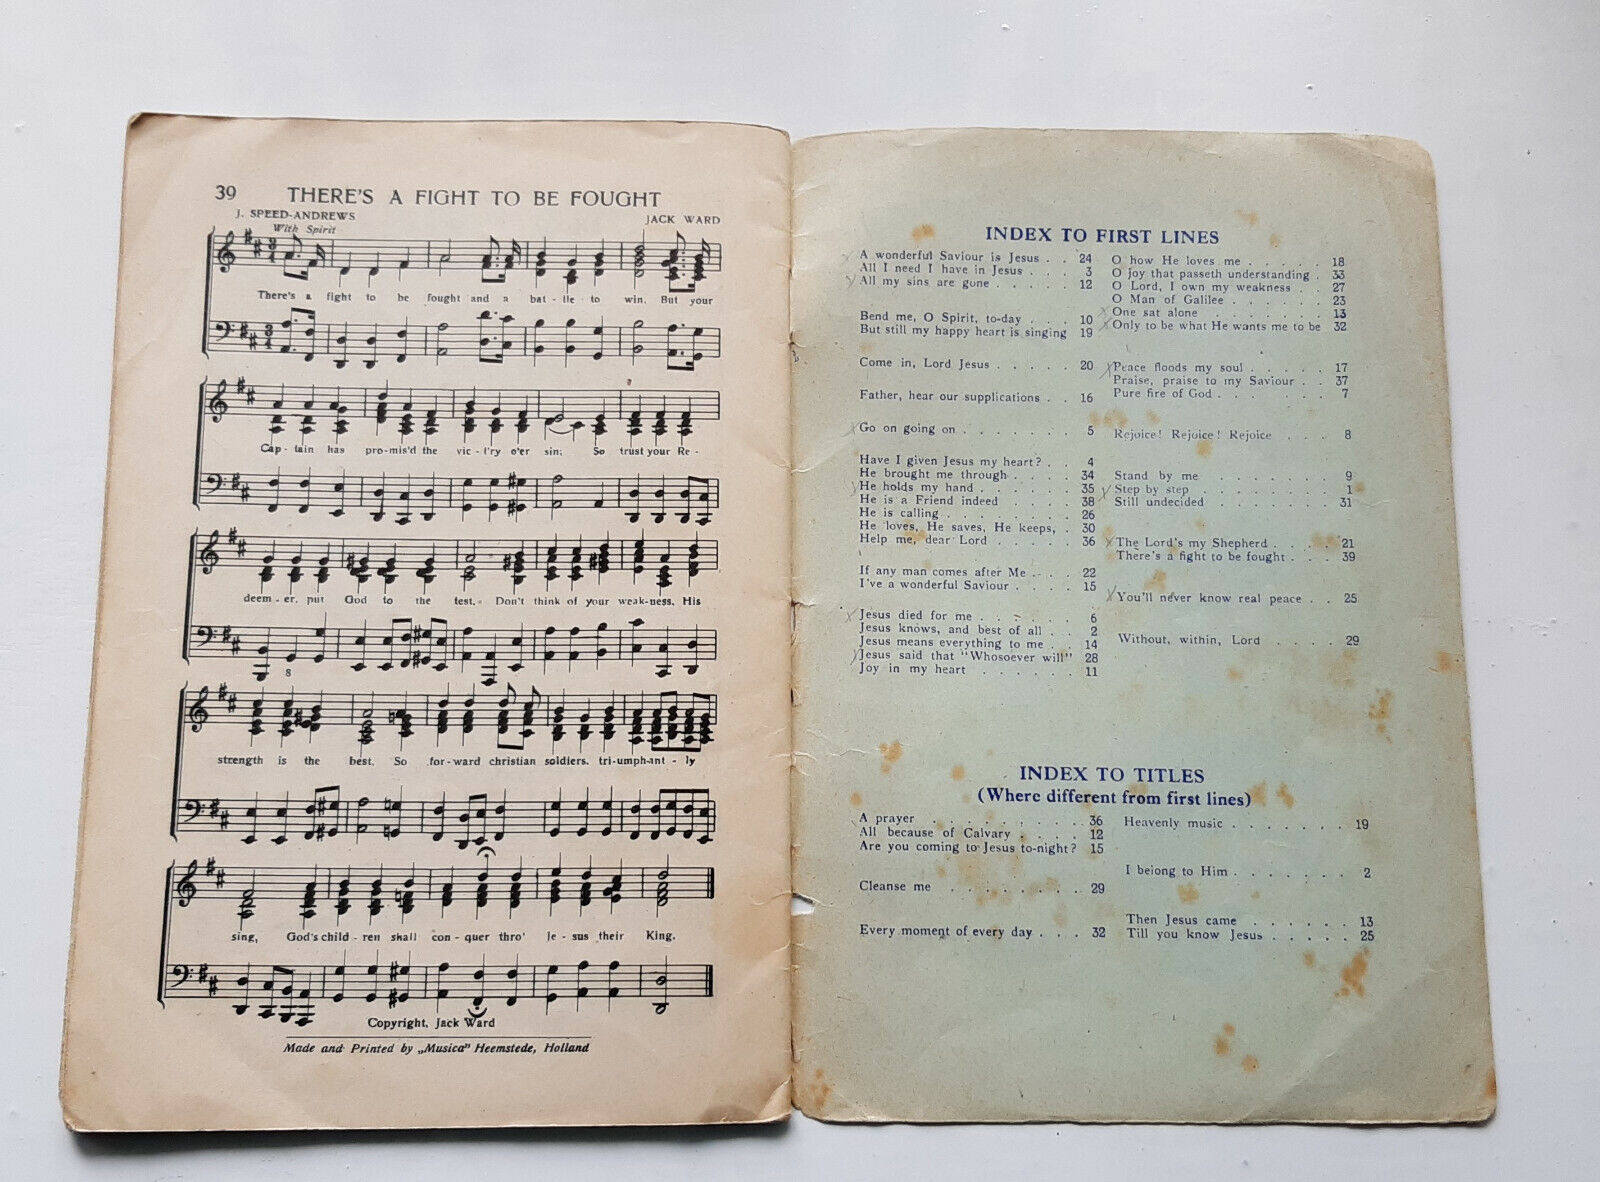 39 THERE'S A FIGHT TO BE FOUGHT
J. SPEED-ANDREWS JACK WARD
With Spirit
There's a fight to be fought and a bat - tle to win, But your
Cap - tain has pro-mis'd the vic - t'ry o'er sin; So trust your Re -
deem - er, put God to the test, Don't think of your weak-ness, His
8
strength is the best, So for-ward christian soldiers, tri-umph-ant - ly
sing, God's child - ren shall con - quer thro' Je - sus their King.
Copyright, Jack Ward
Made and Printed by „Musica" Heemstede, Holland
INDEX TO FIRST LINES
A wonderful Saviour is Jesus . . 24
All I need I have in Jesus . . . 3
All my sins are gone . . . . . 12
Bend me, O Spirit, to-day . . . 10
But still my happy heart is singing 19
Come in, Lord Jesus . . . . . 20
Father, hear our supplications . . 16
Go on going on . . . . . . . 5
Have I given Jesus my heart? . . 4
He brought me through . . . . 34
He holds my hand . . . . . . 35
He is a Friend indeed . . . . 38
He is calling . . . . . . . . 26
He loves, He saves, He keeps, . 30
Help me, dear Lord . . . . . 36
If any man comes after Me . . . 22
I've a wonderful Saviour . . . . 15
Jesus died for me . . . . . . 6
Jesus knows, and best of all . . . 2
Jesus means everything to me . . 14
Jesus said that "Whosoever will" 28
Joy in my heart . . . . . . 11
O how He loves me . . . . . 18
O joy that passeth understanding . 33
O Lord, I own my weakness . . 27
O Man of Galilee . . . . . . 23
One sat alone . . . . . . . 13
Only to be what He wants me to be 32
Peace floods my soul . . . . . 17
Praise, praise to my Saviour . . 37
Pure fire of God . . . . . . 7
Rejoice! Rejoice! Rejoice . . . 8
Stand by me . . . . . . . 9
Step by step . . . . . . . . 1
Still undecided . . . . . . . 31
The Lord's my Shepherd . . . . 21
There's a fight to be fought . . . 39
You'll never know real peace . . 25
Without, within, Lord . . . . 29
INDEX TO TITLES
(Where different from first lines)
A prayer . . . . . . . . . 36
All because of Calvary . . . . 12
Are you coming to Jesus to-night? 15
Cleanse me . . . . . . . . 29
Every moment of every day . . . 32
Heavenly music . . . . . . . 19
I belong to Him . . . . . . . 2
Then Jesus came . . . . . . 13
Till you know Jesus . . . . . 25